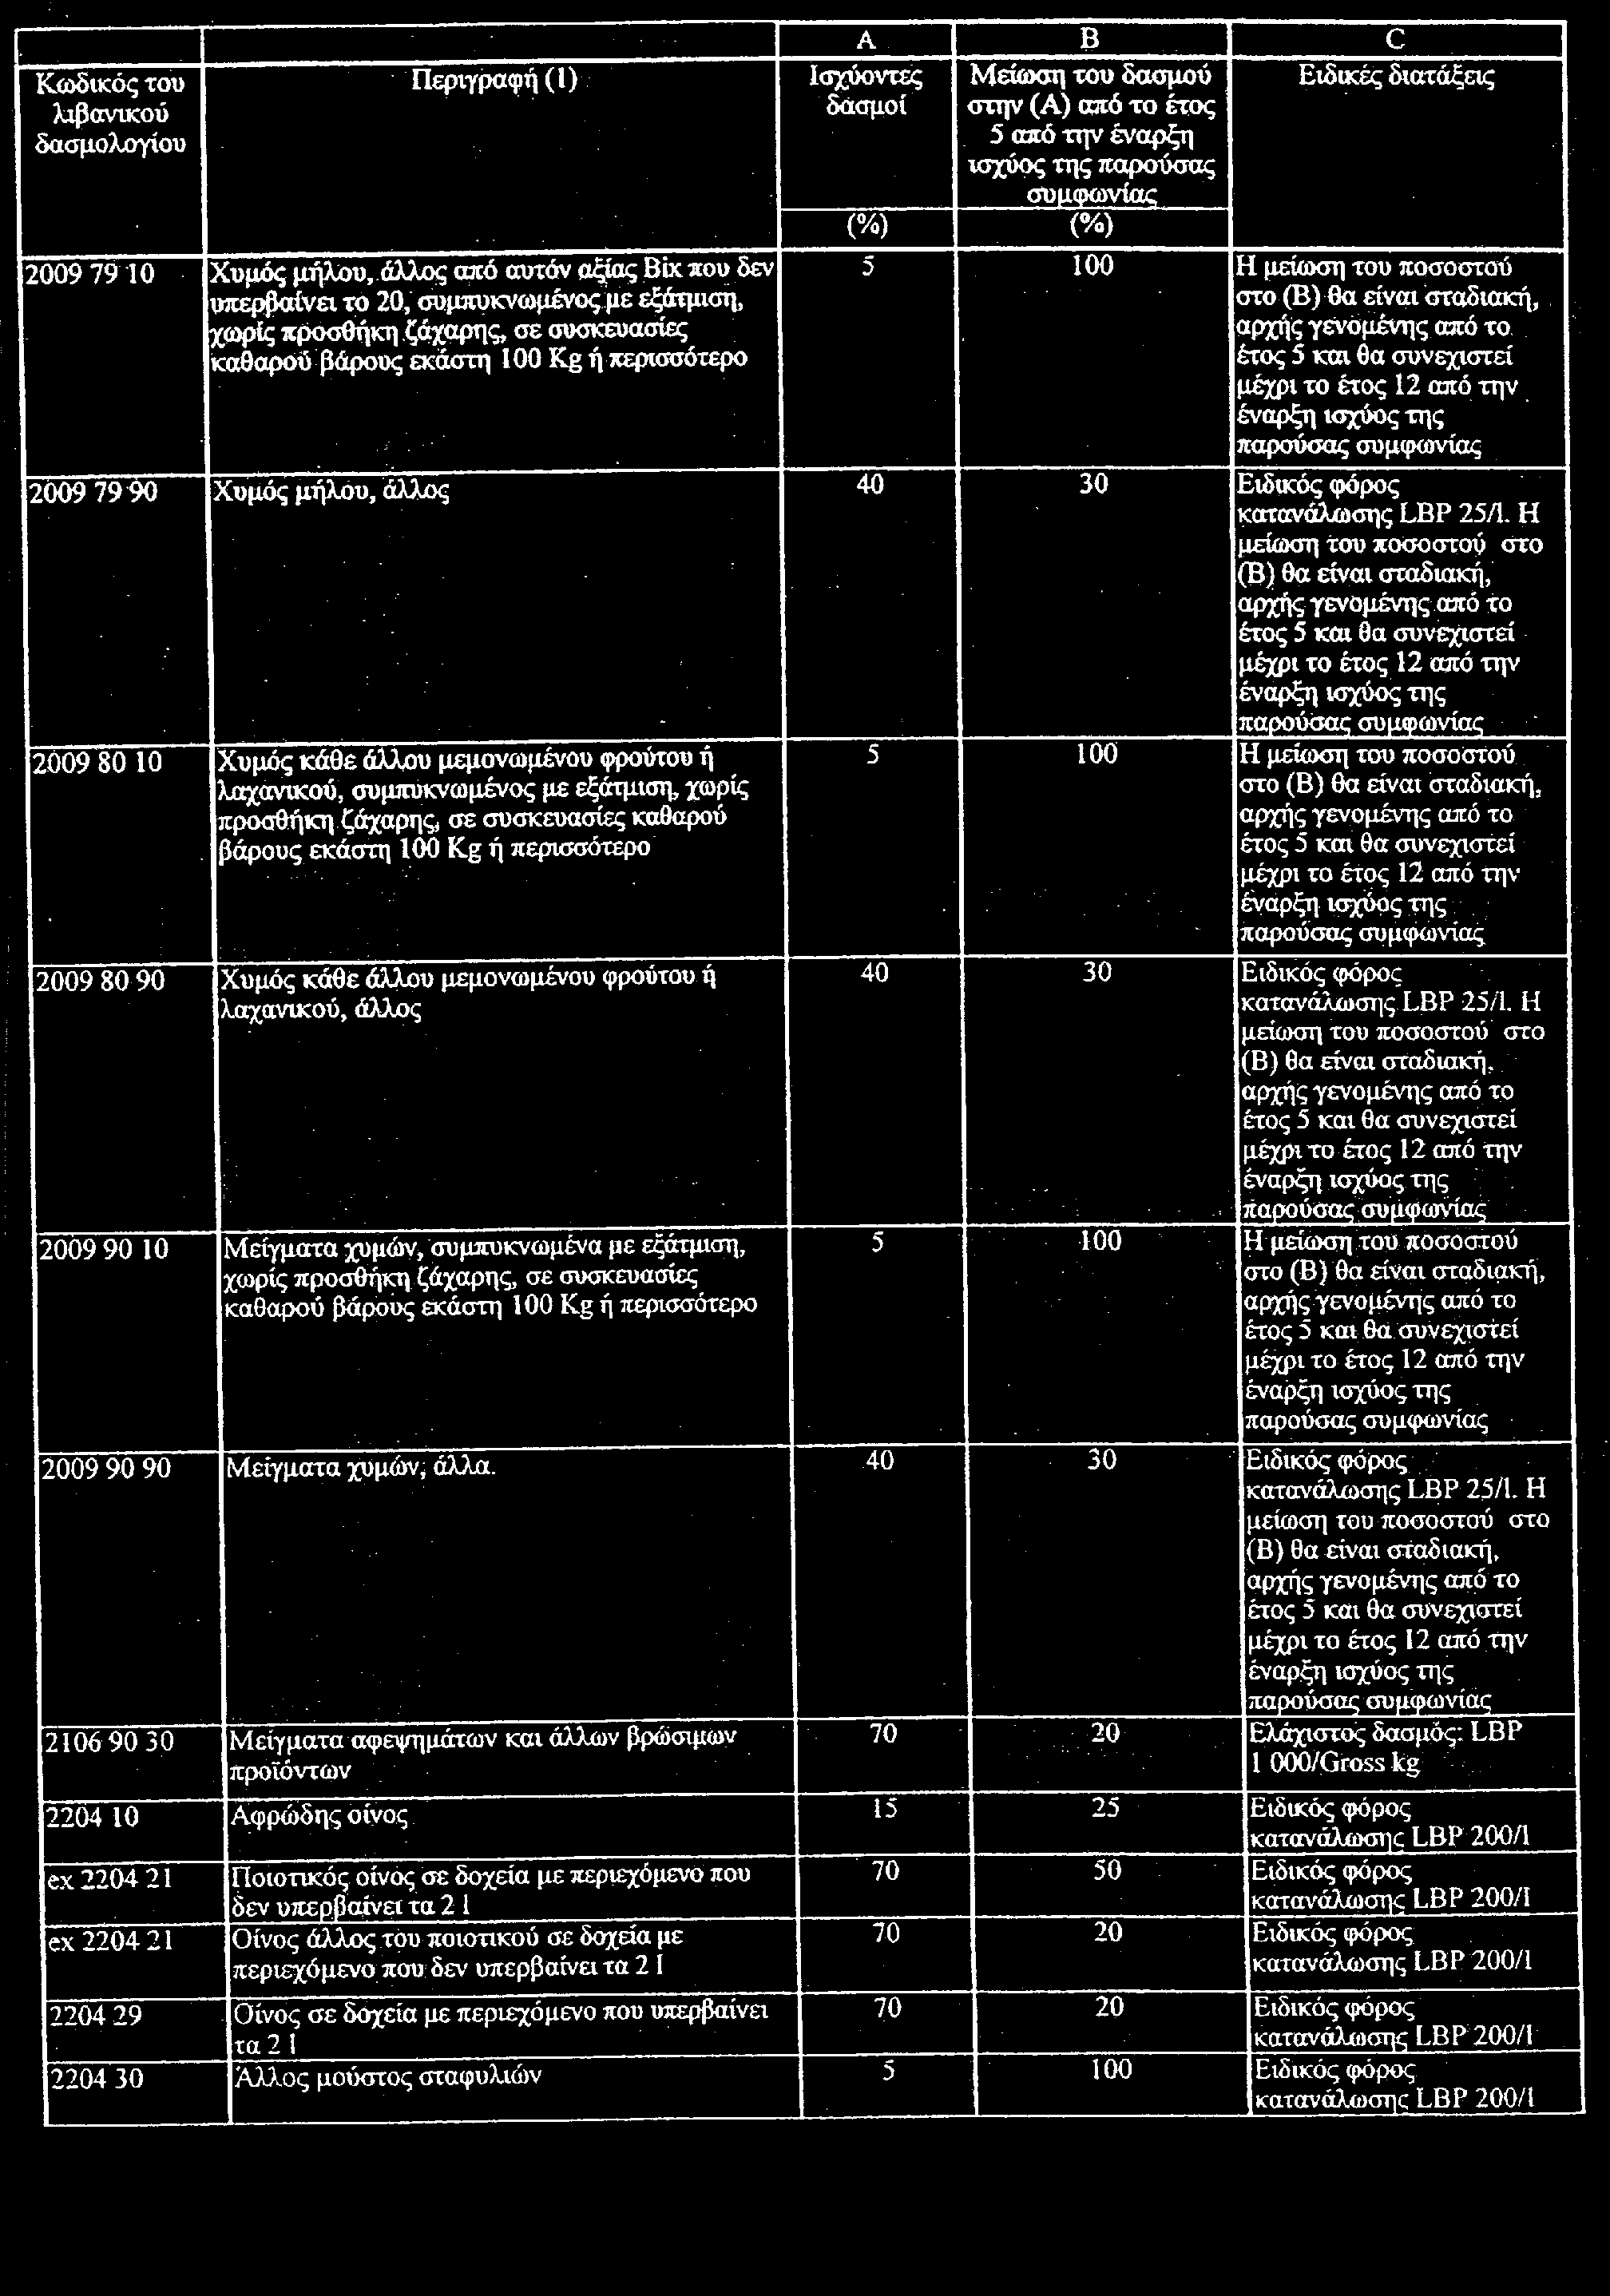 A B C
Κωδικός του
λιβανικού
δασμολογίου
Περιγραφή (1)
Ισχύοντες
δασμοί
Μείωση του δασμού
στην (Α) από το έτος
5 από την έναρξη
ισχύος της παρούσας
συμφωνίας
Ειδικές διατάξεις
(%) (%)
2009 79 10
Χυμός μήλου, άλλος από αυτόν αξίας Bix που δεν
υπερβαίνει το 20, συμπυκνωμένος με εξάτμιση,
χωρίς προσθήκη ζάχαρης, σε συσκευασίες
καθαρού βάρους εκάστη 100 Kg ή περισσότερο
5
100
Η μείωση του ποσοστού
στο (Β) θα είναι σταδιακή,
αρχής γενομένης από το
έτος 5 και θα συνεχιστεί
μέχρι το έτος 12 από την
έναρξη ισχύος της
παρούσας συμφωνίας
2009 79 90
Χυμός μήλου, άλλος
40
30
Ειδικός φόρος
κατανάλωσης LBP 25/l. Η
μείωση του ποσοστού στο
(Β) θα είναι σταδιακή,
αρχής γενομένης από το
έτος 5 και θα συνεχιστεί
μέχρι το έτος 12 από την
έναρξη ισχύος της
παρούσας συμφωνίας
2009 80 10
Χυμός κάθε άλλου μεμονωμένου φρούτου ή
λαχανικού, συμπυκνωμένος με εξάτμιση, χωρίς
προσθήκη ζάχαρης, σε συσκευασίες καθαρού
βάρους εκάστη 100 Kg ή περισσότερο
5
100
Η μείωση του ποσοστού
στο (Β) θα είναι σταδιακή,
αρχής γενομένης από το
έτος 5 και θα συνεχιστεί
μέχρι το έτος 12 από την
έναρξη ισχύος της
παρούσας συμφωνίας
2009 80 90
Χυμός κάθε άλλου μεμονωμένου φρούτου ή
λαχανικού, άλλος
40
30
Ειδικός φόρος
κατανάλωσης LBP 25/l. Η
μείωση του ποσοστού στο
(Β) θα είναι σταδιακή,
αρχής γενομένης από το
έτος 5 και θα συνεχιστεί
μέχρι το έτος 12 από την
έναρξη ισχύος της
παρούσας συμφωνίας
2009 90 10
Μείγματα χυμών, συμπυκνωμένα με εξάτμιση,
χωρίς προσθήκη ζάχαρης, σε συσκευασίες
καθαρού βάρους εκάστη 100 Kg ή περισσότερο
5
100
Η μείωση του ποσοστού
στο (Β) θα είναι σταδιακή,
αρχής γενομένης από το
έτος 5 και θα συνεχιστεί
μέχρι το έτος 12 από την
έναρξη ισχύος της
παρούσας συμφωνίας
2009 90 90
Μείγματα χυμών, άλλα.
40
30
Ειδικός φόρος
κατανάλωσης LBP 25/l. Η
μείωση του ποσοστού στο
(Β) θα είναι σταδιακή,
αρχής γενομένης από το
έτος 5 και θα συνεχιστεί
μέχρι το έτος 12 από την
έναρξη ισχύος της
παρούσας συμφωνίας
2106 90 30
Μείγματα αφεψημάτων και άλλων βρώσιμων
προϊόντων
70
20
Ελάχιστος δασμός: LBP
1 000/Gross kg
2204 10
Αφρώδης οίνος
15
25
Ειδικός φόρος
κατανάλωσης LBP 200/l
ex 2204 21
Ποιοτικός οίνος σε δοχεία με περιεχόμενο που
δεν υπερβαίνει τα 2 l
70
50
Ειδικός φόρος
κατανάλωσης LBP 200/l
ex 2204 21
Οίνος άλλος του ποιοτικού σε δοχεία με
περιεχόμενο που δεν υπερβαίνει τα 2 l
70
20
Ειδικός φόρος
κατανάλωσης LBP 200/l
2204 29
Οίνος σε δοχεία με περιεχόμενο που υπερβαίνει
τα 2 l
70
20
Ειδικός φόρος
κατανάλωσης LBP 200/l
2204 30
Άλλος μούστος σταφυλιών
5
100
Ειδικός φόρος
κατανάλωσης LBP 200/l